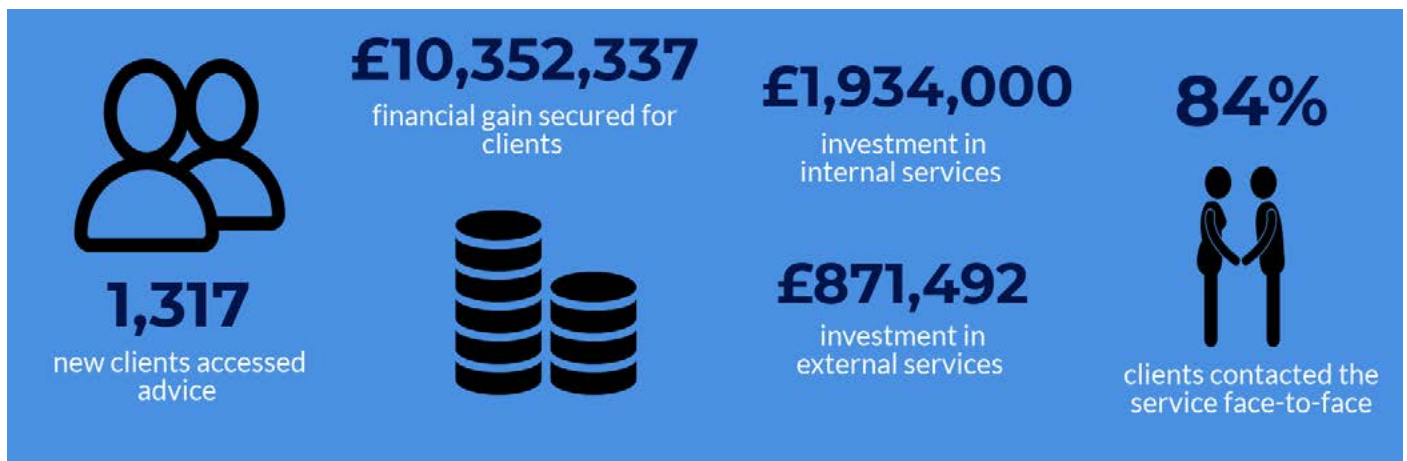 1,317
new clients accessed
advice
£10,352,337
financial gain secured for
clients
£1,934,000
investment in
internal services
£871,492
investment in
external services
84%
clients contacted the
service face-to-face